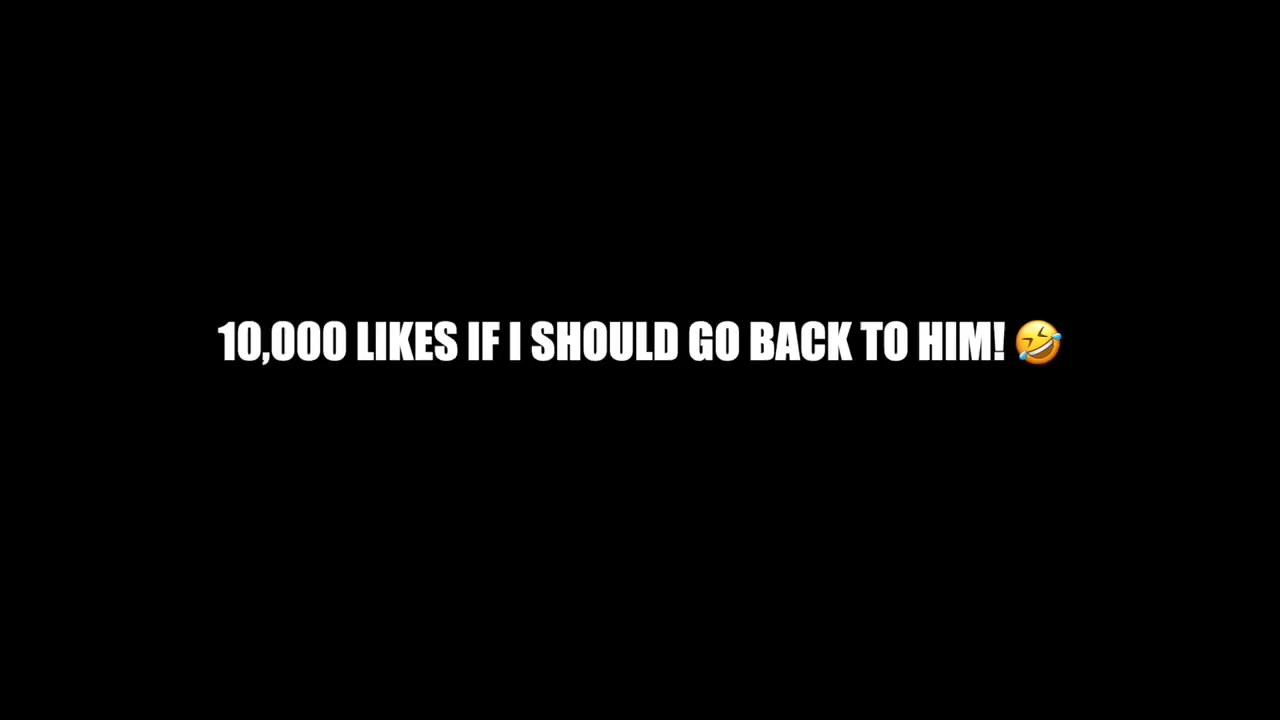 10,000 LIKES IF I SHOULD GO BACK TO HIM! 🤣